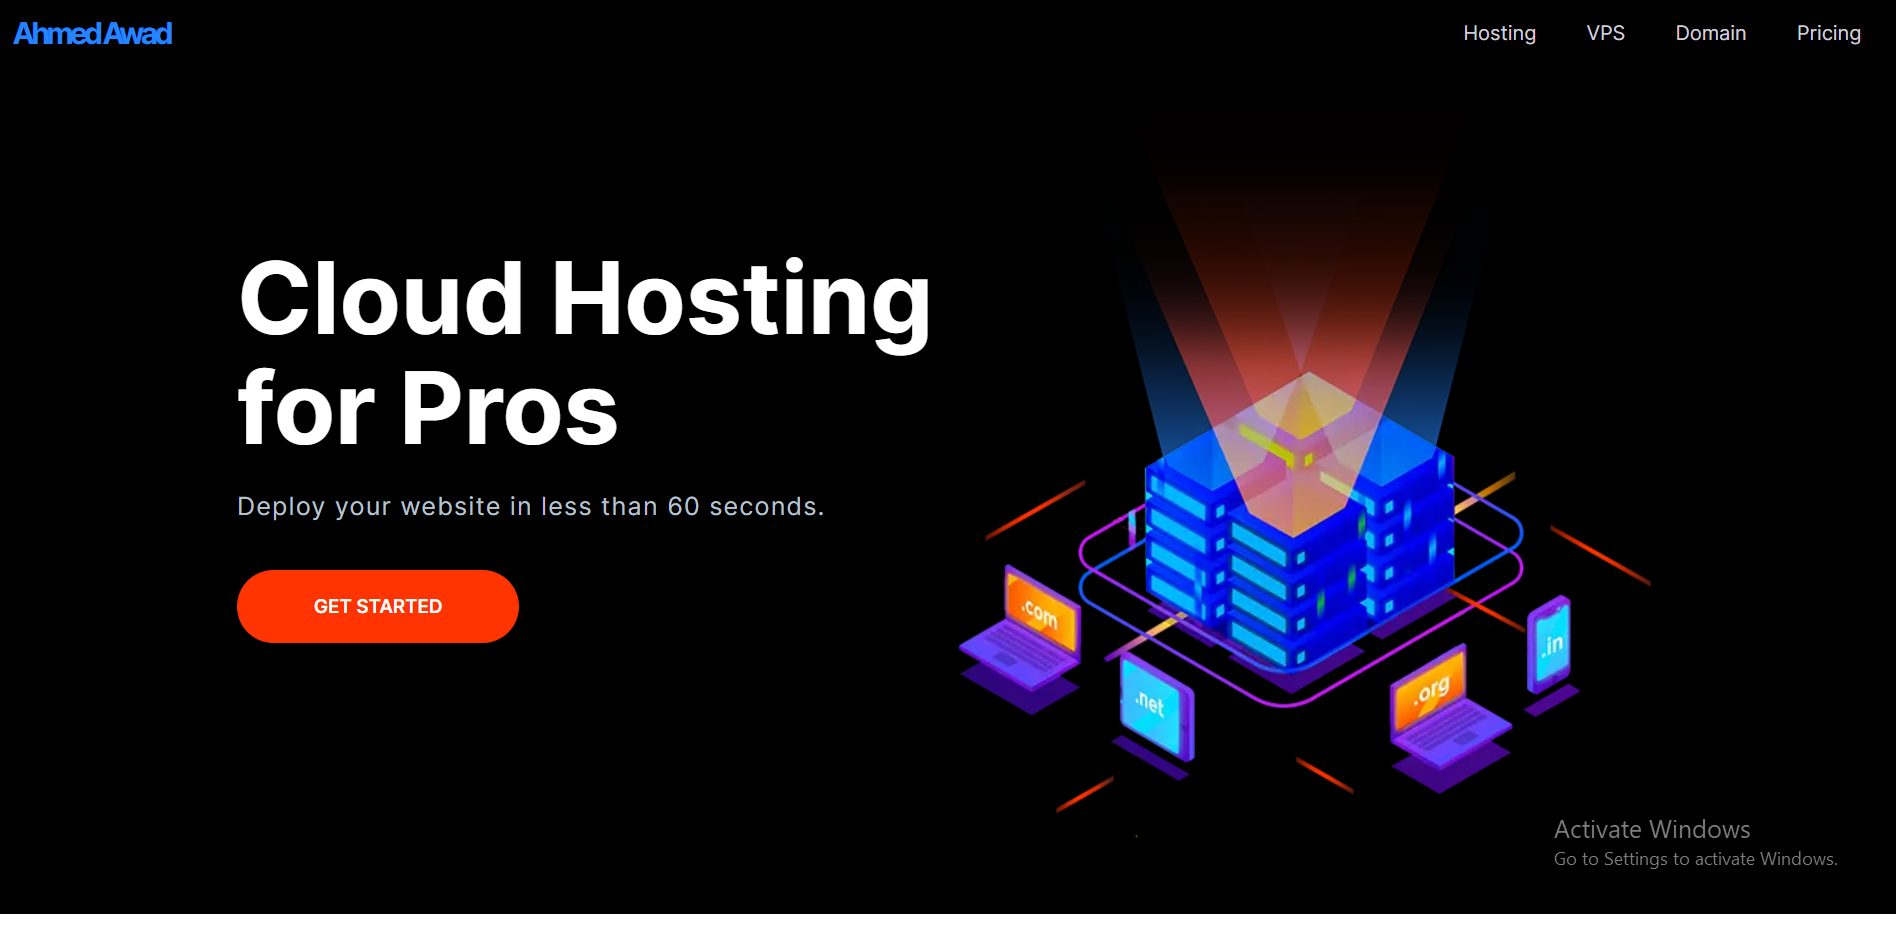 Ahmed Awad
Hosting
VPS
Domain
Pricing
Cloud Hosting
for Pros
Deploy your website in less than 60 seconds.
GET STARTED
.com
.net
.org
.in
Activate Windows
Go to Settings to activate Windows.